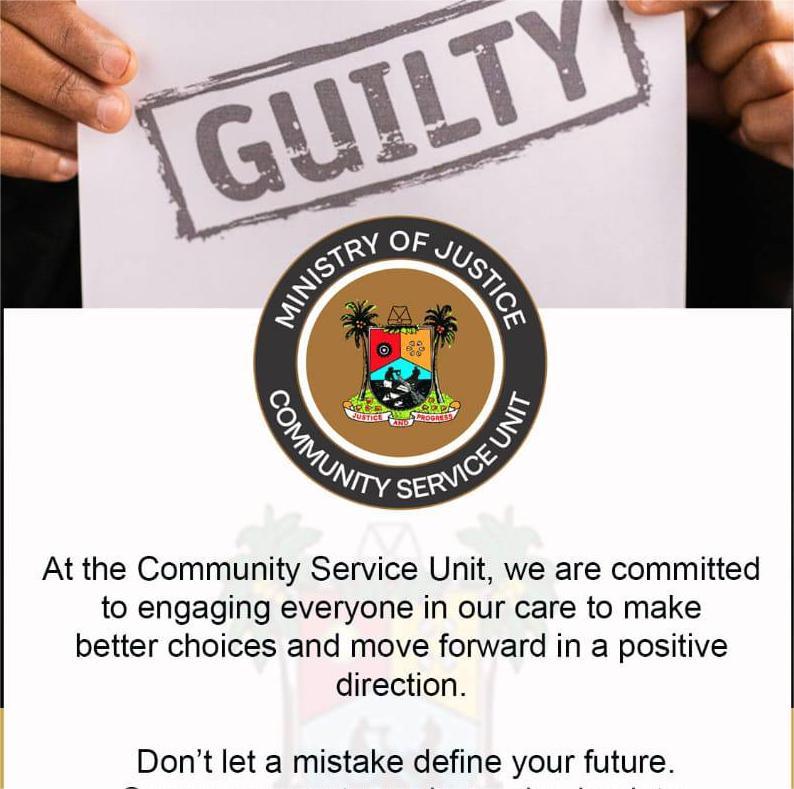 GUILTY
MINISTRY OF JUSTICE
JUSTICE AND PROGRESS
COMMUNITY SERVICE UNIT
At the Community Service Unit, we are committed
to engaging everyone in our care to make
better choices and move forward in a positive
direction.
Don’t let a mistake define your future.